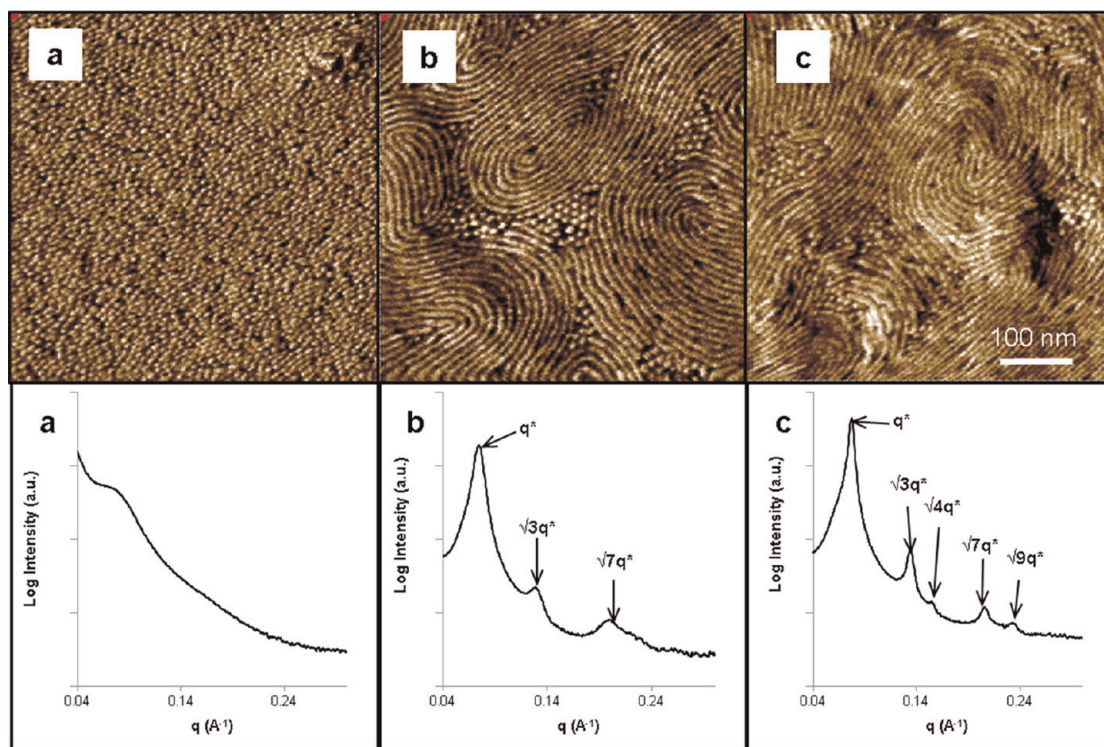 a
b
c
100 nm
a
Log Intensity (a.u.)
0.04
0.14
0.24
q (A⁻¹)
b
Log Intensity (a.u.)
q*
√3q*
√7q*
0.04
0.14
0.24
q (A⁻¹)
c
Log Intensity (a.u.)
q*
√3q*
√4q*
√7q*
√9q*
0.04
0.14
0.24
q (A⁻¹)